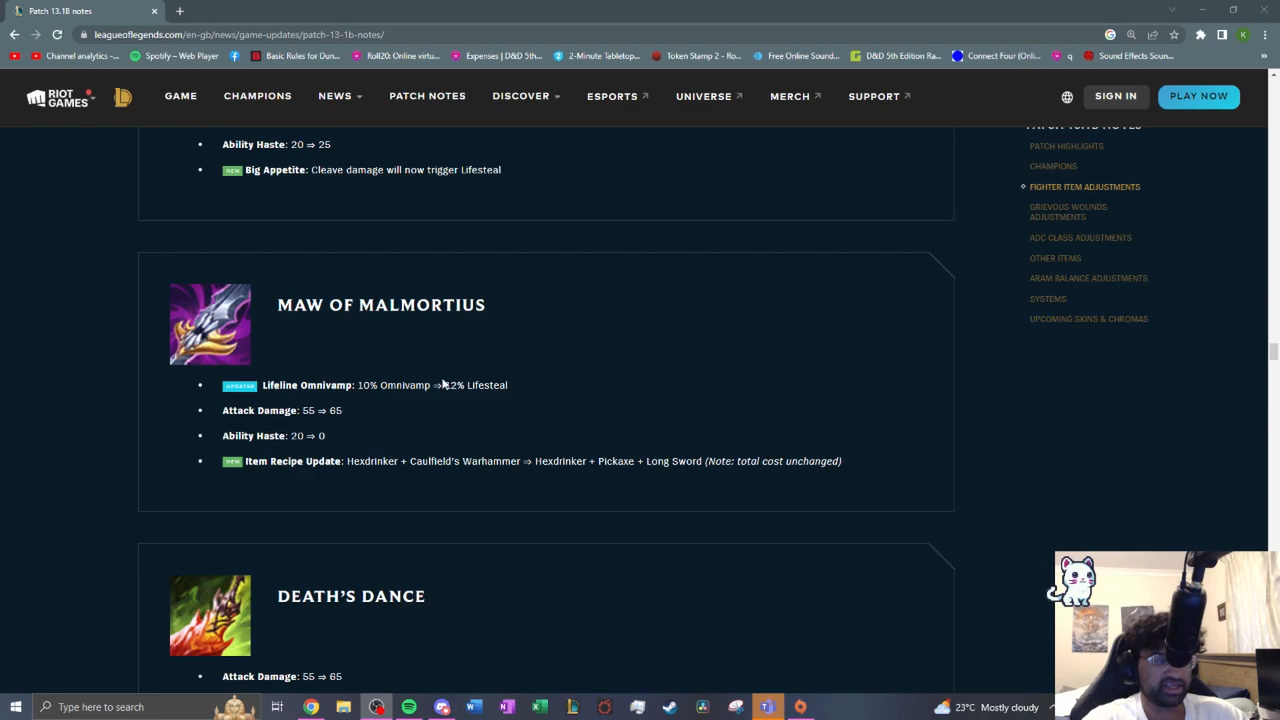 Patch 13.1B notes
leagueoflegends.com/en-gb/news/game-updates/patch-13-1b-notes/
K
Channel analytics -...
Spotify – Web Player
Basic Rules for Dun...
Roll20: Online virtu...
Expenses | D&D 5th...
2-Minute Tabletop...
Token Stamp 2 - Ro...
Free Online Sound...
D&D 5th Edition Ra...
Connect Four (Onli...
q
Sound Effects Soun...
RIOT GAMES
GAME
CHAMPIONS
NEWS
PATCH NOTES
DISCOVER
ESPORTS
UNIVERSE
MERCH
SUPPORT
SIGN IN
PLAY NOW
PATCH 13.1B NOTES
PATCH HIGHLIGHTS
CHAMPIONS
FIGHTER ITEM ADJUSTMENTS
GRIEVOUS WOUNDS
ADJUSTMENTS
ADC CLASS ADJUSTMENTS
OTHER ITEMS
ARAM BALANCE ADJUSTMENTS
SYSTEMS
UPCOMING SKINS & CHROMAS
Ability Haste: 20 ⇒ 25
NEW Big Appetite: Cleave damage will now trigger Lifesteal
MAW OF MALMORTIUS
UPDATED Lifeline Omnivamp: 10% Omnivamp ⇒ 12% Lifesteal
Attack Damage: 55 ⇒ 65
Ability Haste: 20 ⇒ 0
NEW Item Recipe Update: Hexdrinker + Caulfield's Warhammer ⇒ Hexdrinker + Pickaxe + Long Sword (Note: total cost unchanged)
DEATH'S DANCE
Attack Damage: 55 ⇒ 65
Type here to search
23°C Mostly cloudy